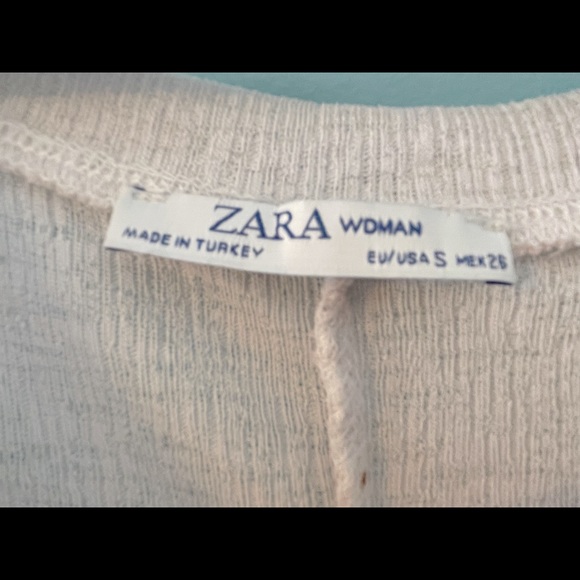 ZARA WOMAN
MADE IN TURKEY
EU/USA S MEX 26